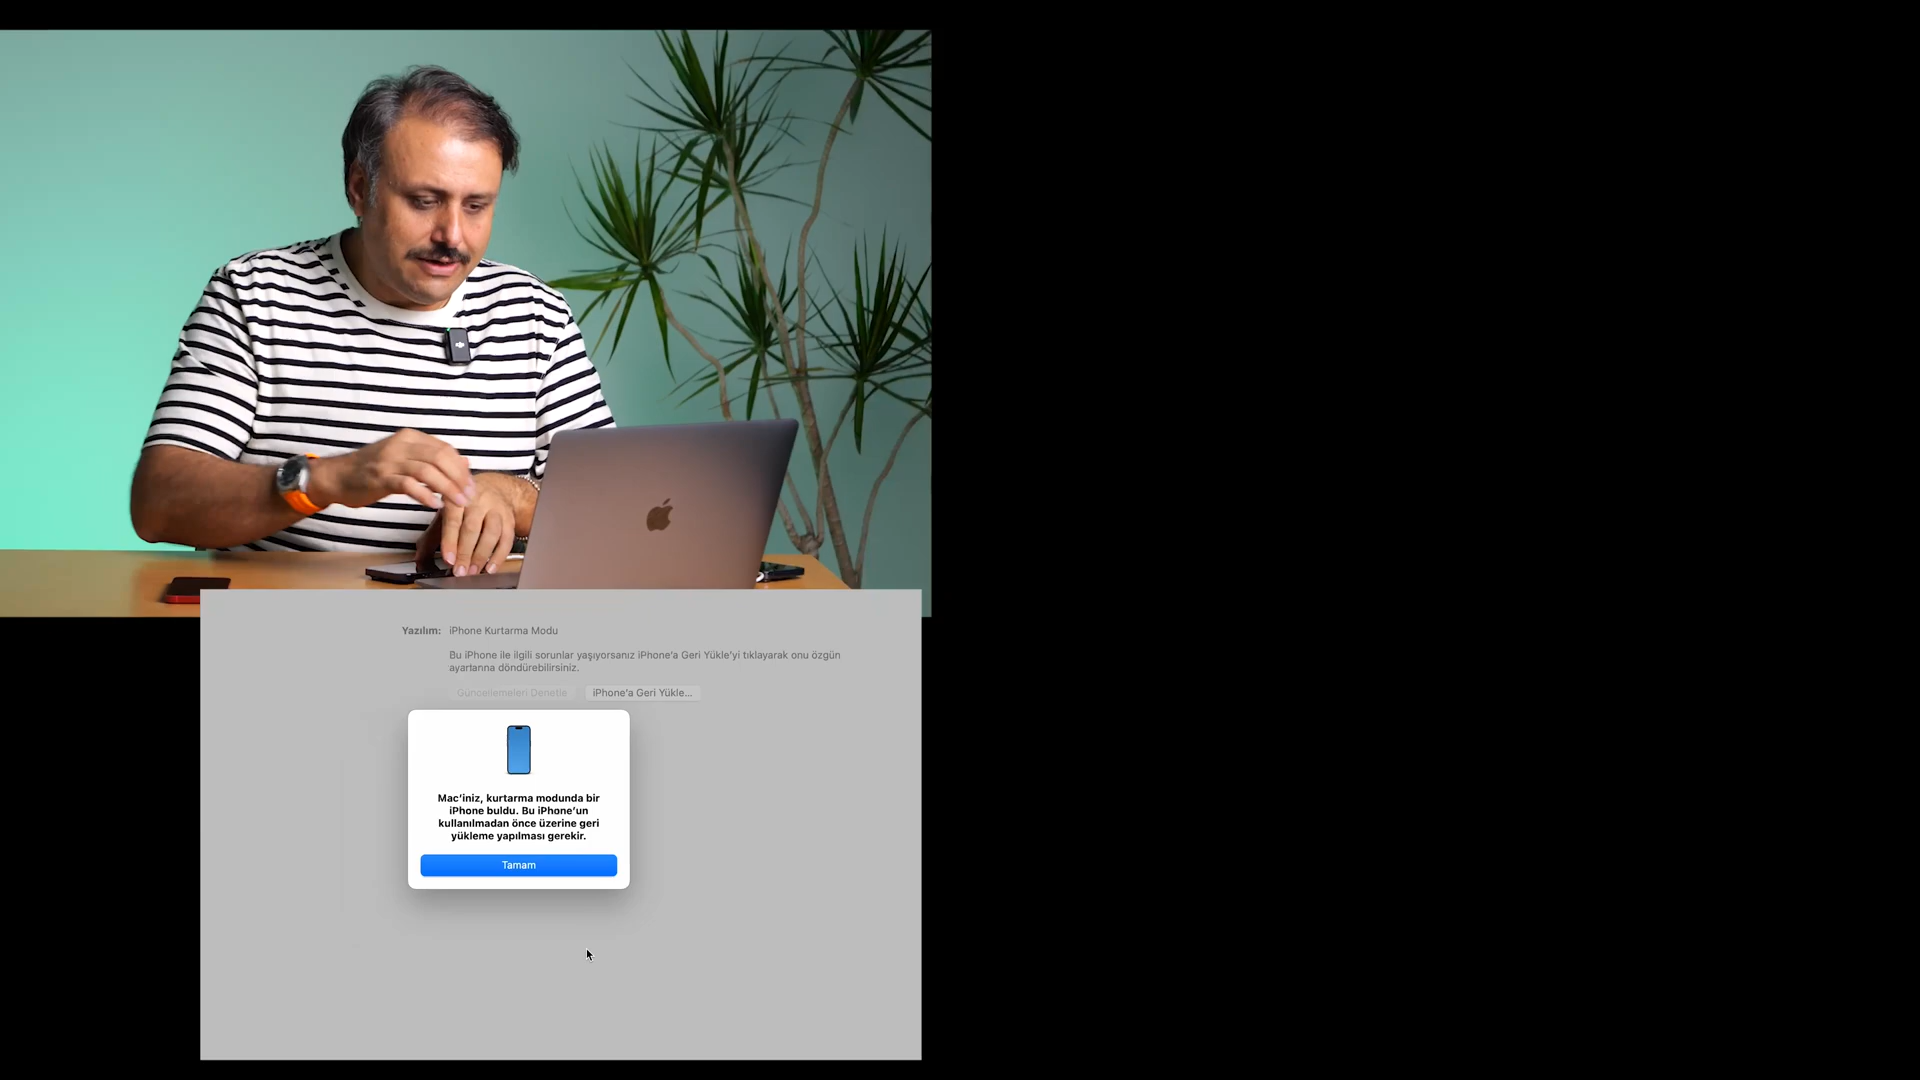 Yazılım: iPhone Kurtarma Modu
Bu iPhone ile ilgili sorunlar yaşıyorsanız iPhone'a Geri Yükle'yi tıklayarak onu özgün
ayarlarına döndürebilirsiniz.
Güncellemeleri Denetle iPhone'a Geri Yükle...
Mac'iniz, kurtarma modunda bir
iPhone buldu. Bu iPhone'un
kullanılmadan önce üzerine geri
yükleme yapılması gerekir.
Tamam